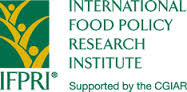 INTERNATIONAL
FOOD POLICY
RESEARCH
INSTITUTE
IFPRI®
Supported by the CGIAR